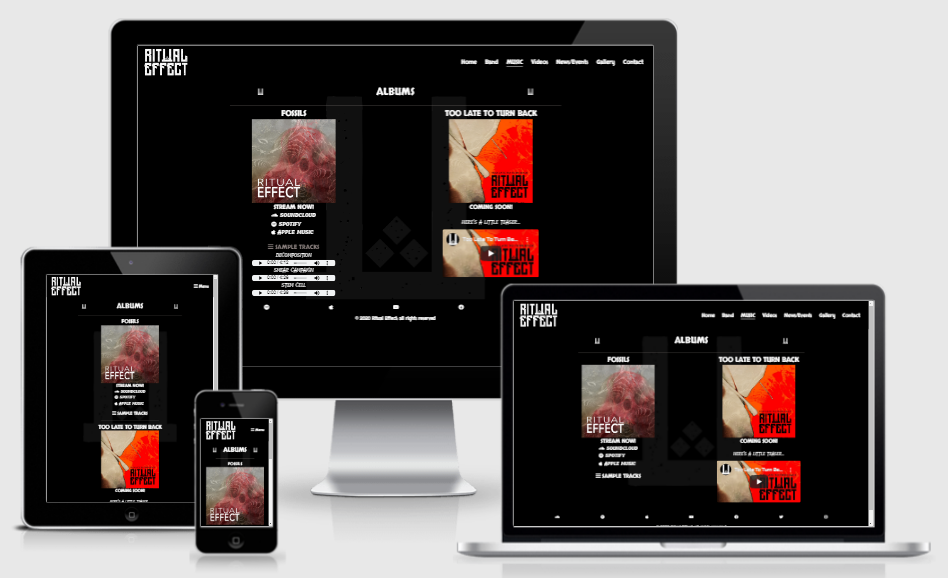 RITUAL
EFFECT
Home Band MUSIC Videos News/Events Gallery Contact
ALBUMS
FOSSILS
RITUAL
EFFECT
STREAM NOW!
SOUNDCLOUD
SPOTIFY
APPLE MUSIC
SAMPLE TRACKS
DECOMPOSITION
SMEAR CAMPAIGN
STEM CELL
TOO LATE TO TURN BACK
RITUAL
EFFECT
COMING SOON!
HERE'S A LITTLE TEASER...
Too Late To Turn Ba...
RITUAL
EFFECT
© 2020 Ritual Effect all rights reserved
RITUAL
EFFECT
Menu
ALBUMS
FOSSILS
RITUAL
EFFECT
STREAM NOW!
SOUNDCLOUD
SPOTIFY
APPLE MUSIC
SAMPLE TRACKS
TOO LATE TO TURN BACK
RITUAL
EFFECT
COMING SOON!
HERE'S A LITTLE TEASER...
RITUAL
EFFECT
Menu
ALBUMS
FOSSILS
RITUAL
EFFECT
RITUAL
EFFECT
Home Band MUSIC Videos News/Events Gallery Contact
ALBUMS
FOSSILS
RITUAL
EFFECT
STREAM NOW!
SOUNDCLOUD
SPOTIFY
APPLE MUSIC
SAMPLE TRACKS
TOO LATE TO TURN BACK
RITUAL
EFFECT
COMING SOON!
HERE'S A LITTLE TEASER...
Too Late To Turn Ba...
RITUAL
EFFECT